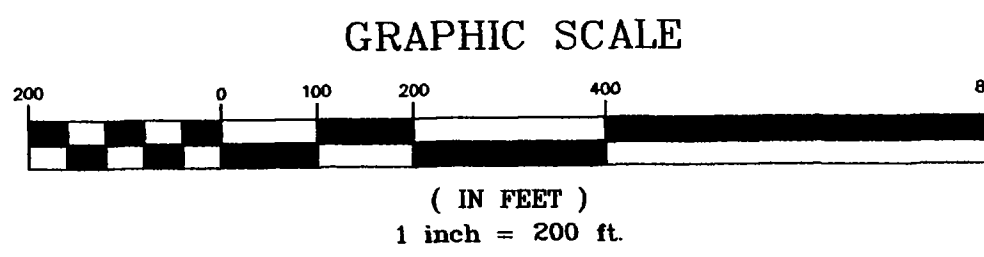 GRAPHIC SCALE
200 0 100 200 400
( IN FEET )
1 inch = 200 ft.